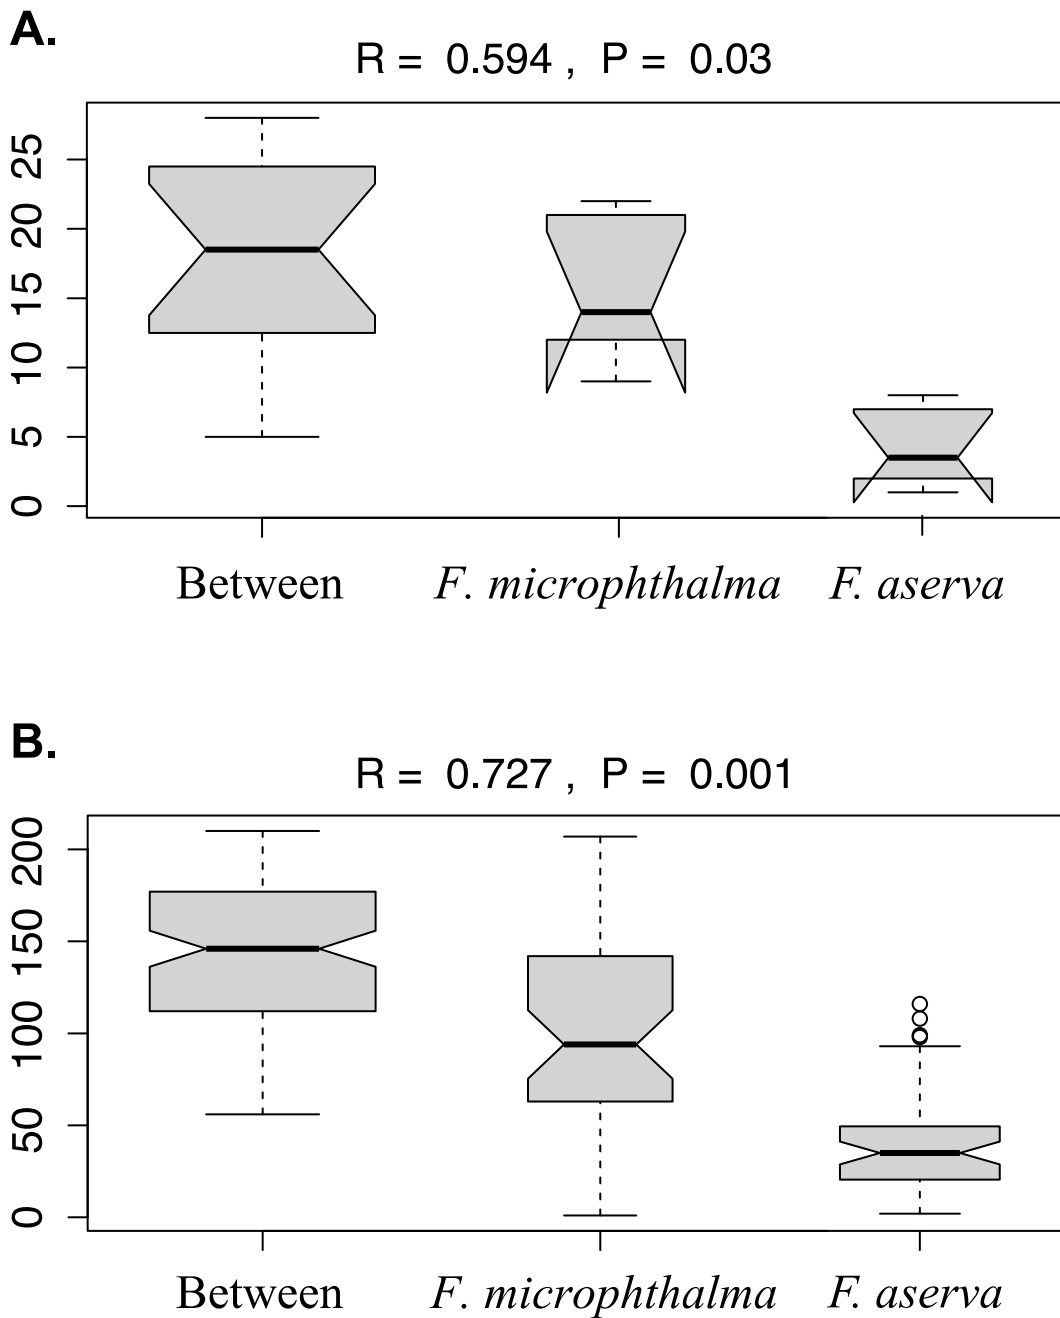 A.
R = 0.594 , P = 0.03
25
20
15
10
5
0
Between F. microphthalma F. aserva
B.
R = 0.727 , P = 0.001
200
150
100
50
0
Between F. microphthalma F. aserva